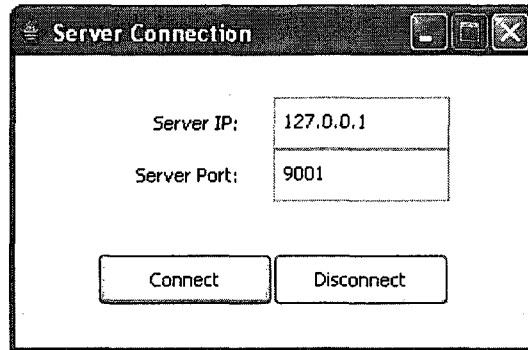 Server Connection
Server IP: 127.0.0.1
Server Port: 9001
Connect Disconnect